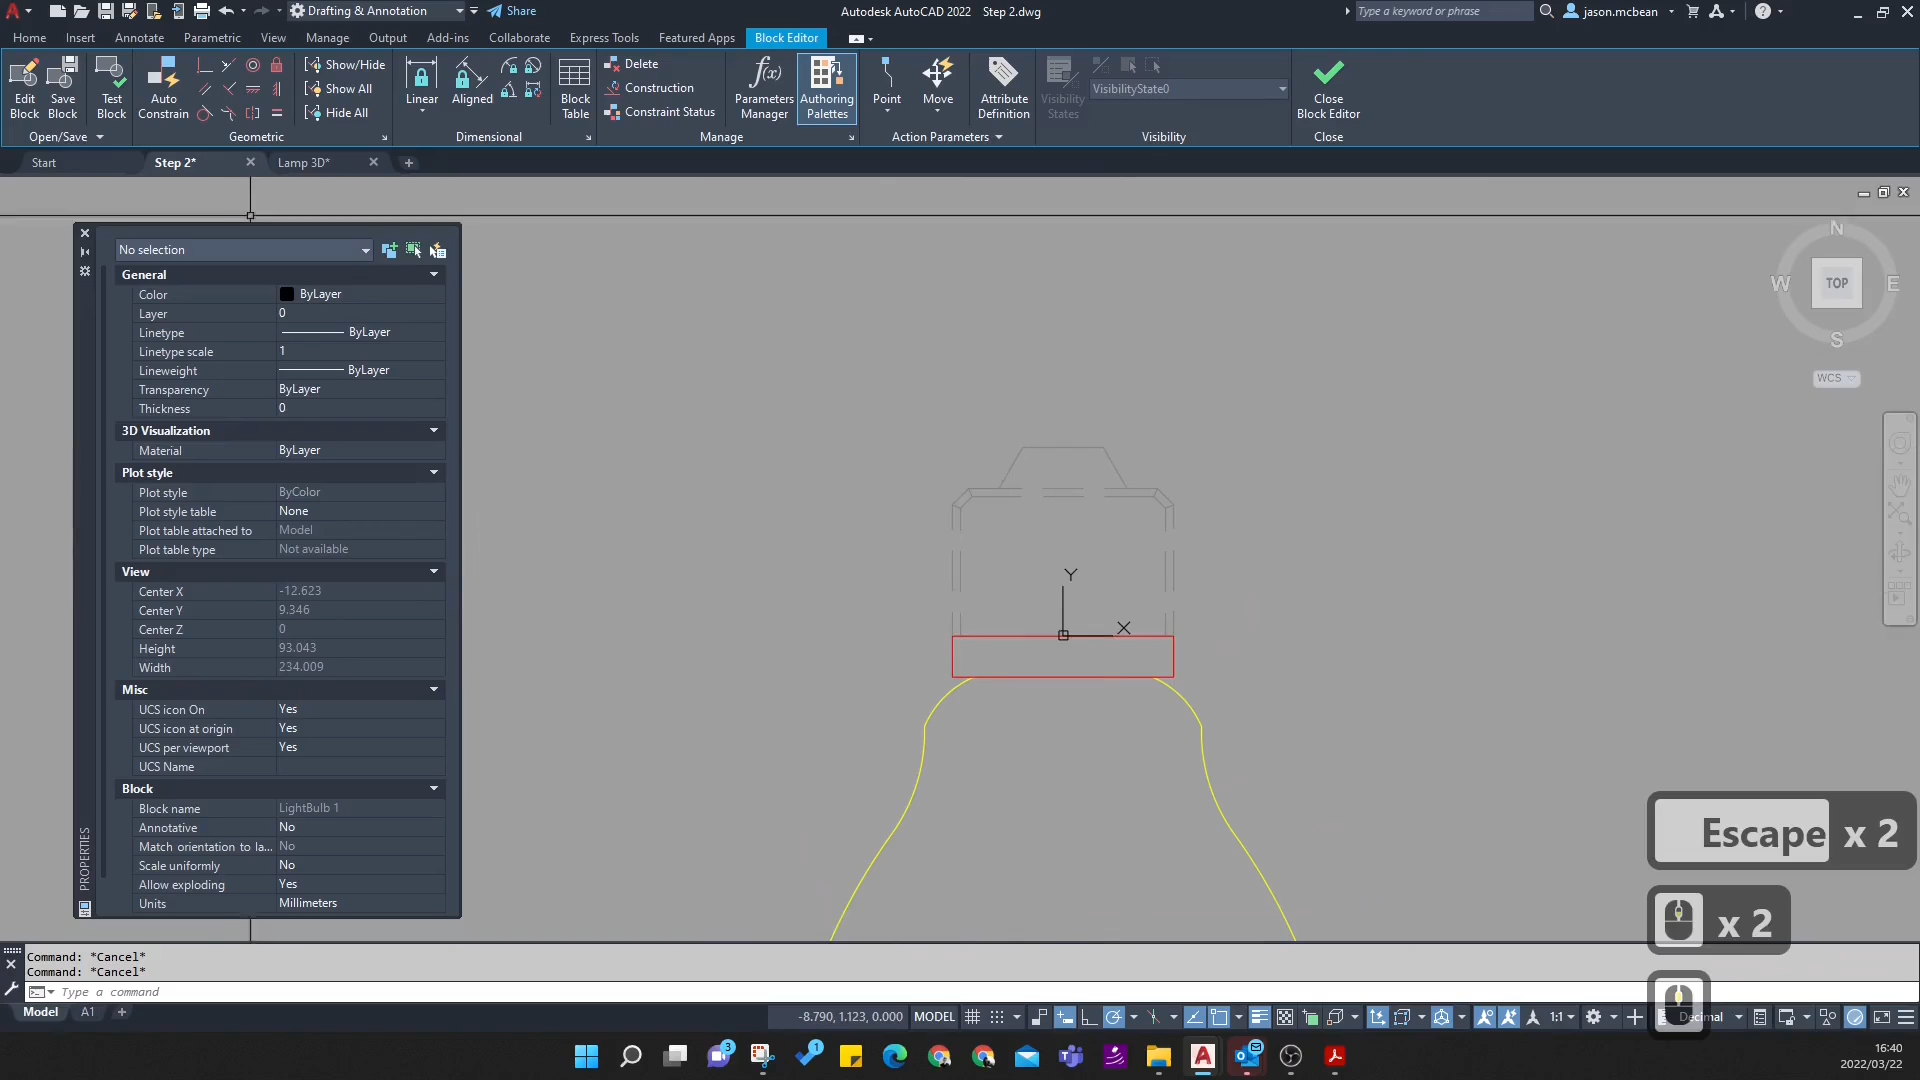 Drafting & Annotation
Share
Autodesk AutoCAD 2022 Step 2.dwg
Type a keyword or phrase
jason.mcbean
Home Insert Annotate Parametric View Manage Output Add-ins Collaborate Express Tools Featured Apps Block Editor
Edit Block
Save Block
Test Block
Open/Save
Auto Constrain
Show/Hide
Show All
Hide All
Geometric
Linear
Aligned
Dimensional
Block Table
Delete
Construction
Constraint Status
Parameters Manager
Authoring Palettes
Manage
Point
Move
Action Parameters
Attribute Definition
Visibility States
VisibilityState0
Visibility
Close Block Editor
Close
Start
Step 2*
Lamp 3D*
No selection
General
Color ByLayer
Layer 0
Linetype ByLayer
Linetype scale 1
Lineweight ByLayer
Transparency ByLayer
Thickness 0
3D Visualization
Material ByLayer
Plot style
Plot style ByColor
Plot style table None
Plot table attached to Model
Plot table type Not available
View
Center X -12.623
Center Y 9.346
Center Z 0
Height 93.043
Width 234.009
Misc
UCS icon On Yes
UCS icon at origin Yes
UCS per viewport Yes
UCS Name
Block
Block name LightBulb 1
Annotative No
Match orientation to la... No
Scale uniformly No
Allow exploding Yes
Units Millimeters
PROPERTIES
N
W TOP E
S
WCS
Y
X
Escape x 2
x 2
Command: *Cancel*
Command: *Cancel*
Type a command
Model A1
-8.790, 1.123, 0.000 MODEL
1:1
Decimal
3
1
16:40
2022/03/22